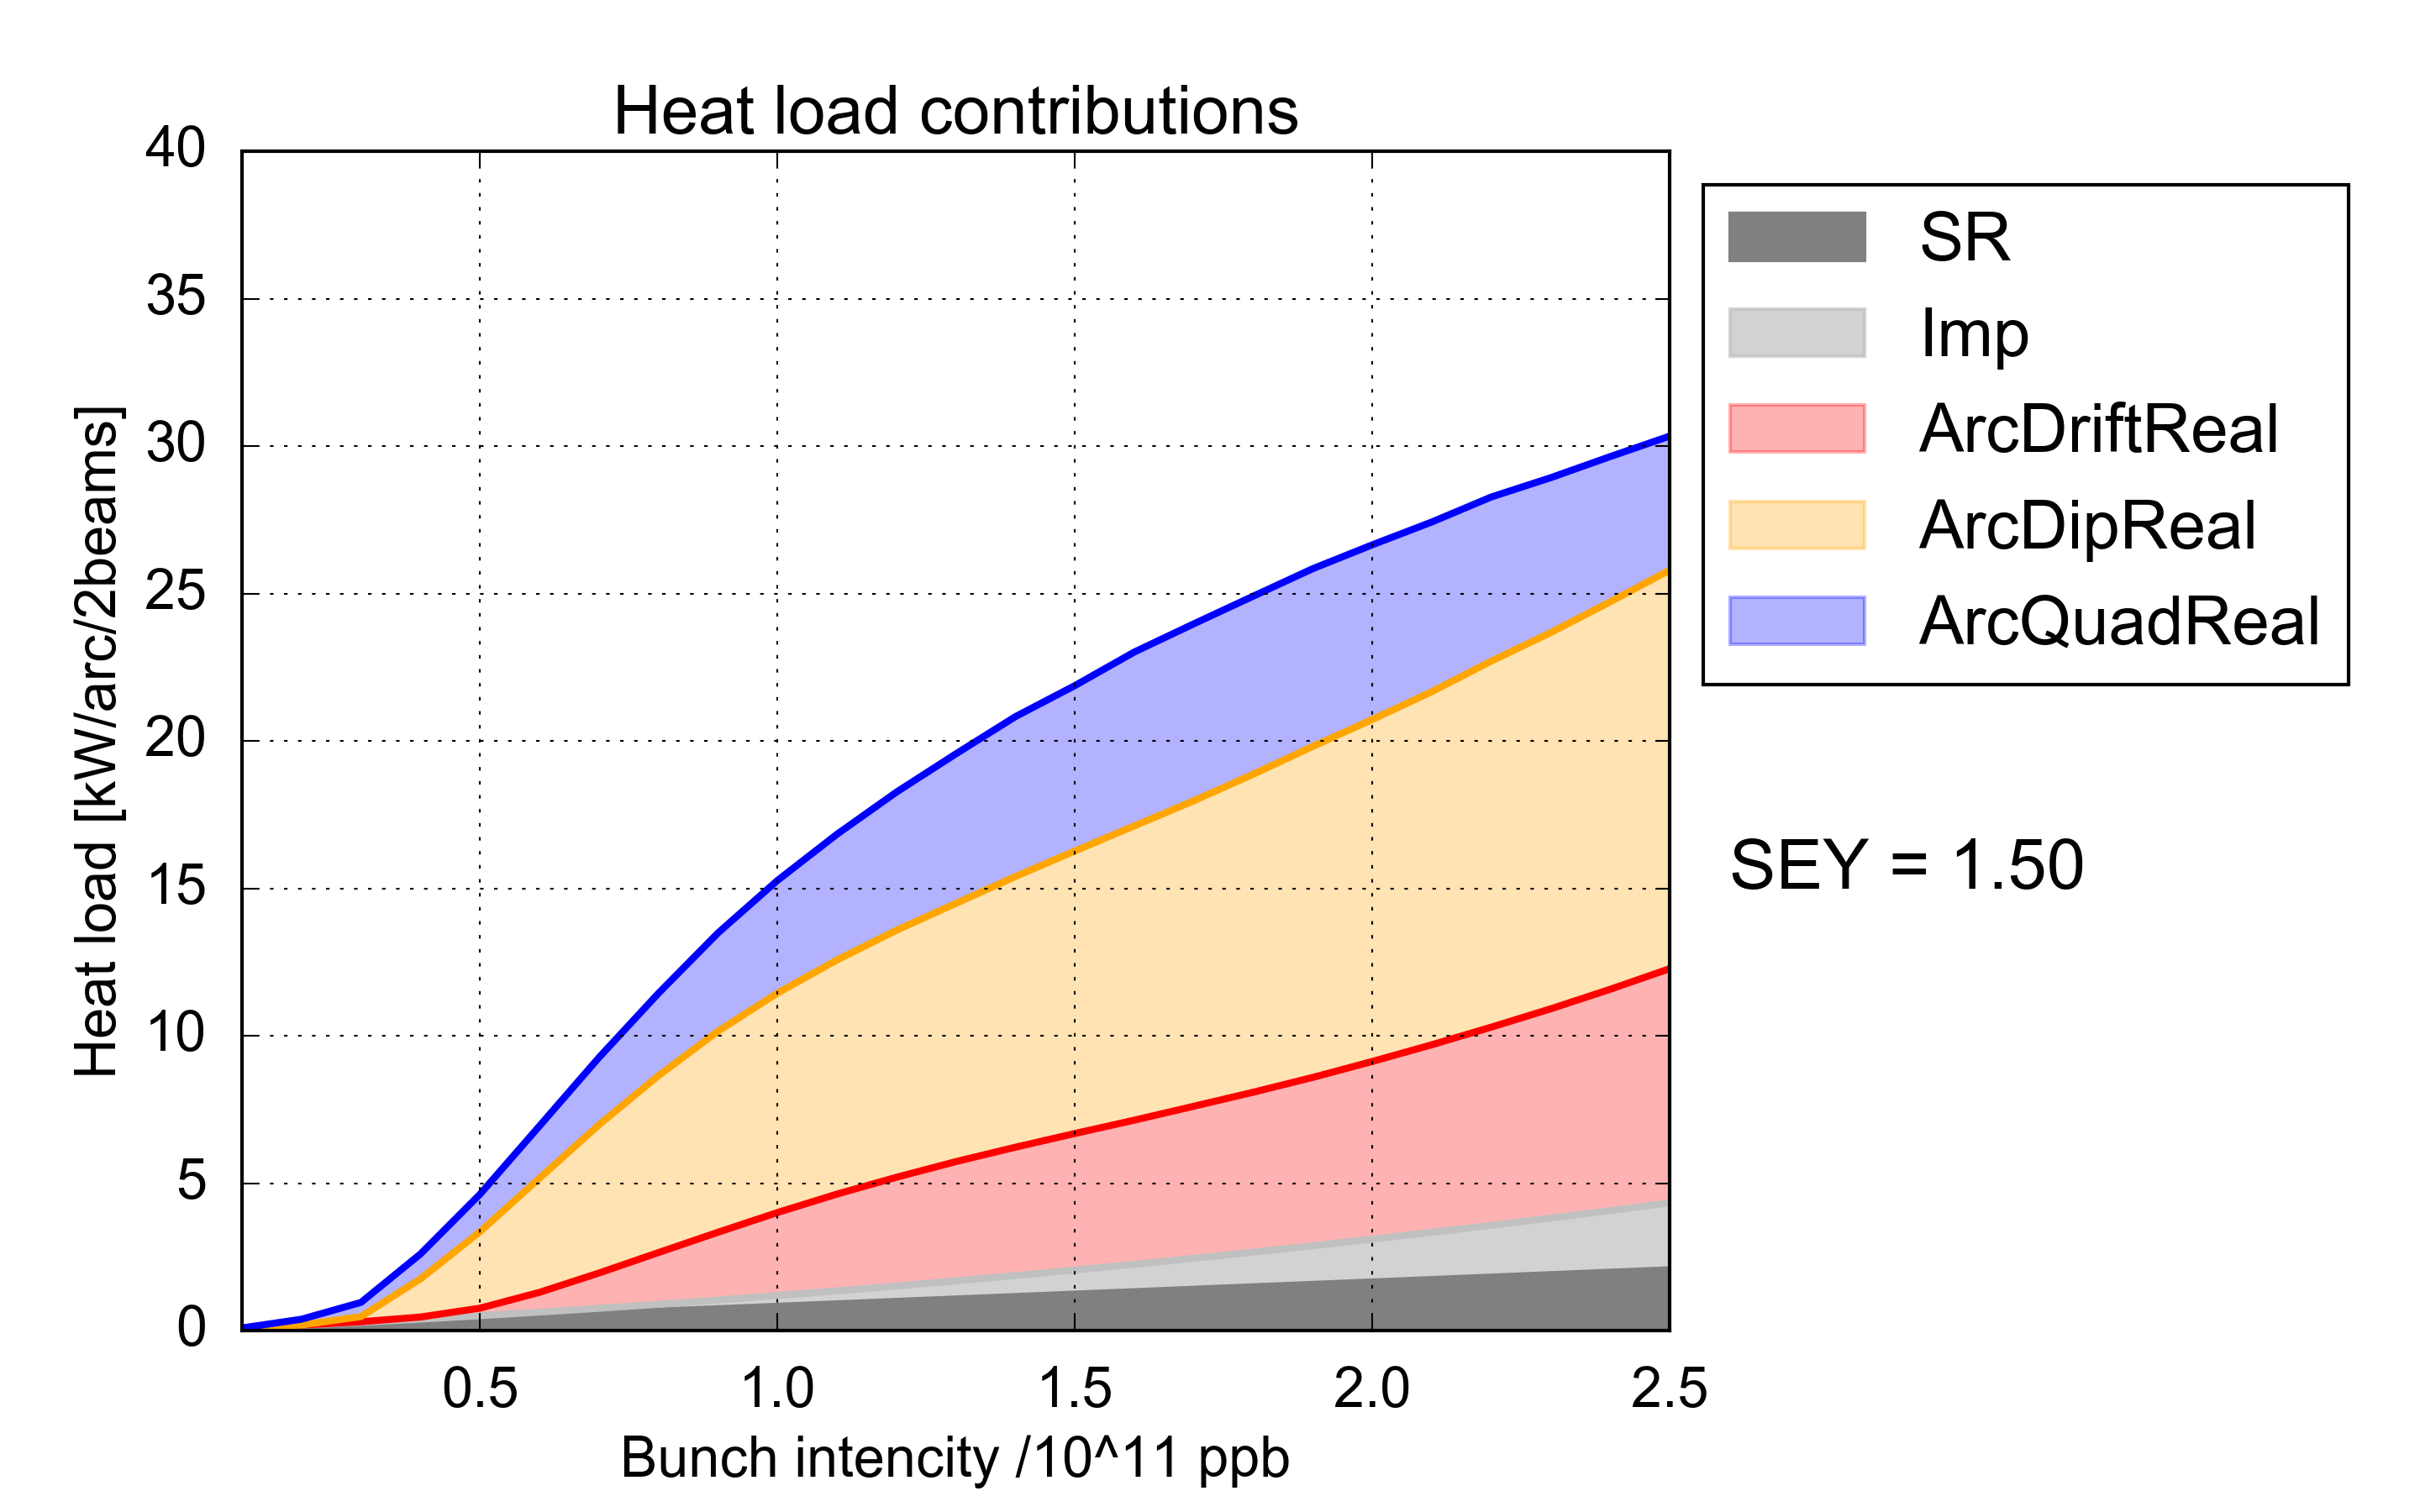 Heat load contributions
40
35
30
25
20
15
10
5
0
Heat load [kW/arc/2beams]
0.5 1.0 1.5 2.0 2.5
Bunch intencity /10^11 ppb
SR
Imp
ArcDriftReal
ArcDipReal
ArcQuadReal
SEY = 1.50